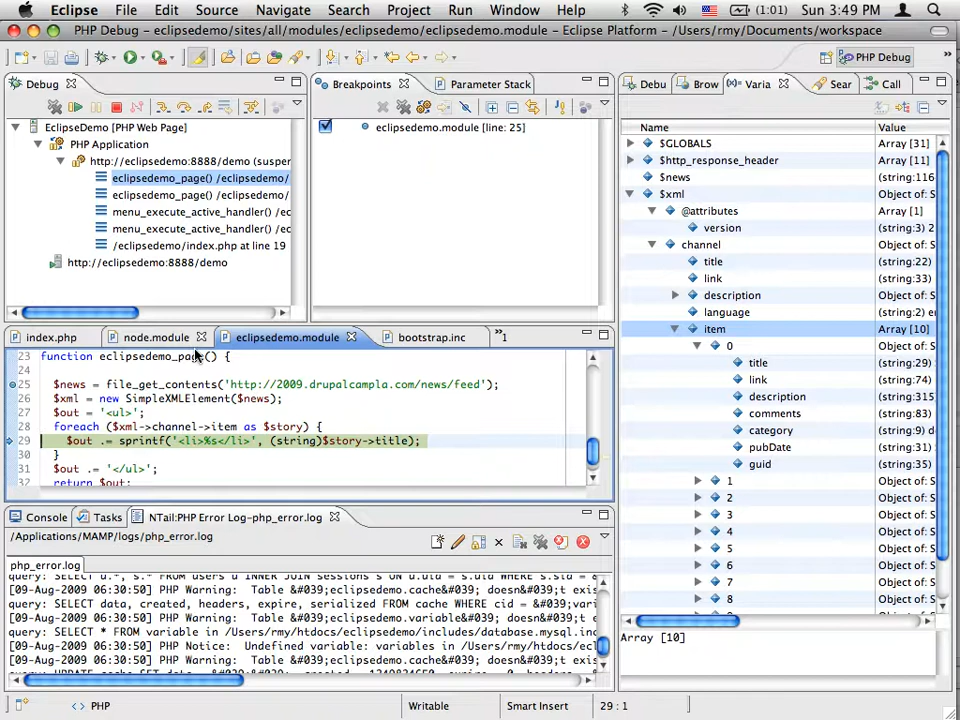 Eclipse File Edit Source Navigate Search Project Run Window Help (1:01) Sun 3:49 PM
PHP Debug - eclipsedemo/sites/all/modules/eclipsedemo/eclipsedemo.module - Eclipse Platform - /Users/rmy/Documents/workspace
PHP Debug
Debug
EclipseDemo [PHP Web Page]
PHP Application
http://eclipsedemo:8888/demo (susper
eclipsedemo_page() /eclipsedemo/
eclipsedemo_page() /eclipsedemo/
menu_execute_active_handler() /ec
menu_execute_active_handler() /ec
/eclipsedemo/index.php at line 19
http://eclipsedemo:8888/demo
Breakpoints Parameter Stack
eclipsedemo.module [line: 25]
Debu Brow (x)= Varia Sear Call
Name Value
$GLOBALS Array [31]
$http_response_header Array [11]
$news (string:116
$xml Object of: S
@attributes Array [1]
version (string:3) 2
channel Object of: S
title (string:22)
link (string:33)
description Object of: S
language (string:12)
item Array [10]
0 Object of: S
title (string:29)
link (string:74)
description (string:315)
comments (string:43)
category (string:9) d
pubDate (string:31)
guid (string:35)
1 Object of: S
2 Object of: S
3 Object of: S
4 Object of: S
5 Object of: S
6 Object of: S
7 Object of: S
8 Object of: S
Array [10]
index.php node.module eclipsedemo.module bootstrap.inc »1
23 function eclipsedemo_page() {
24
25 $news = file_get_contents('http://2009.drupalcampla.com/news/feed');
26 $xml = new SimpleXMLElement($news);
27 $out = '<ul>';
28 foreach ($xml->channel->item as $story) {
29 $out .= sprintf('<li>%s</li>', (string)$story->title);
30 }
31 $out .= '</ul>';
32 return $out;
Console Tasks NTail:PHP Error Log-php_error.log
/Applications/MAMP/logs/php_error.log
php_error.log
[09-Aug-2009 06:30:50] PHP Warning: Table &#039;eclipsedemo.cache&#039; doesn&#039;t exis
query: SELECT data, created, headers, expire, serialized FROM cache WHERE cid = &#039;vari
[09-Aug-2009 06:30:50] PHP Warning: Table &#039;eclipsedemo.variable&#039; doesn&#039;t e
query: SELECT * FROM variable in /Users/rmy/htdocs/eclipsedemo/includes/database.mysql.inc
[09-Aug-2009 06:30:50] PHP Notice: Undefined variable: variables in /Users/rmy/htdocs/ecl
[09-Aug-2009 06:30:50] PHP Warning: Table &#039;eclipsedemo.cache&#039; doesn&#039;t exis
PHP Writable Smart Insert 29 : 1